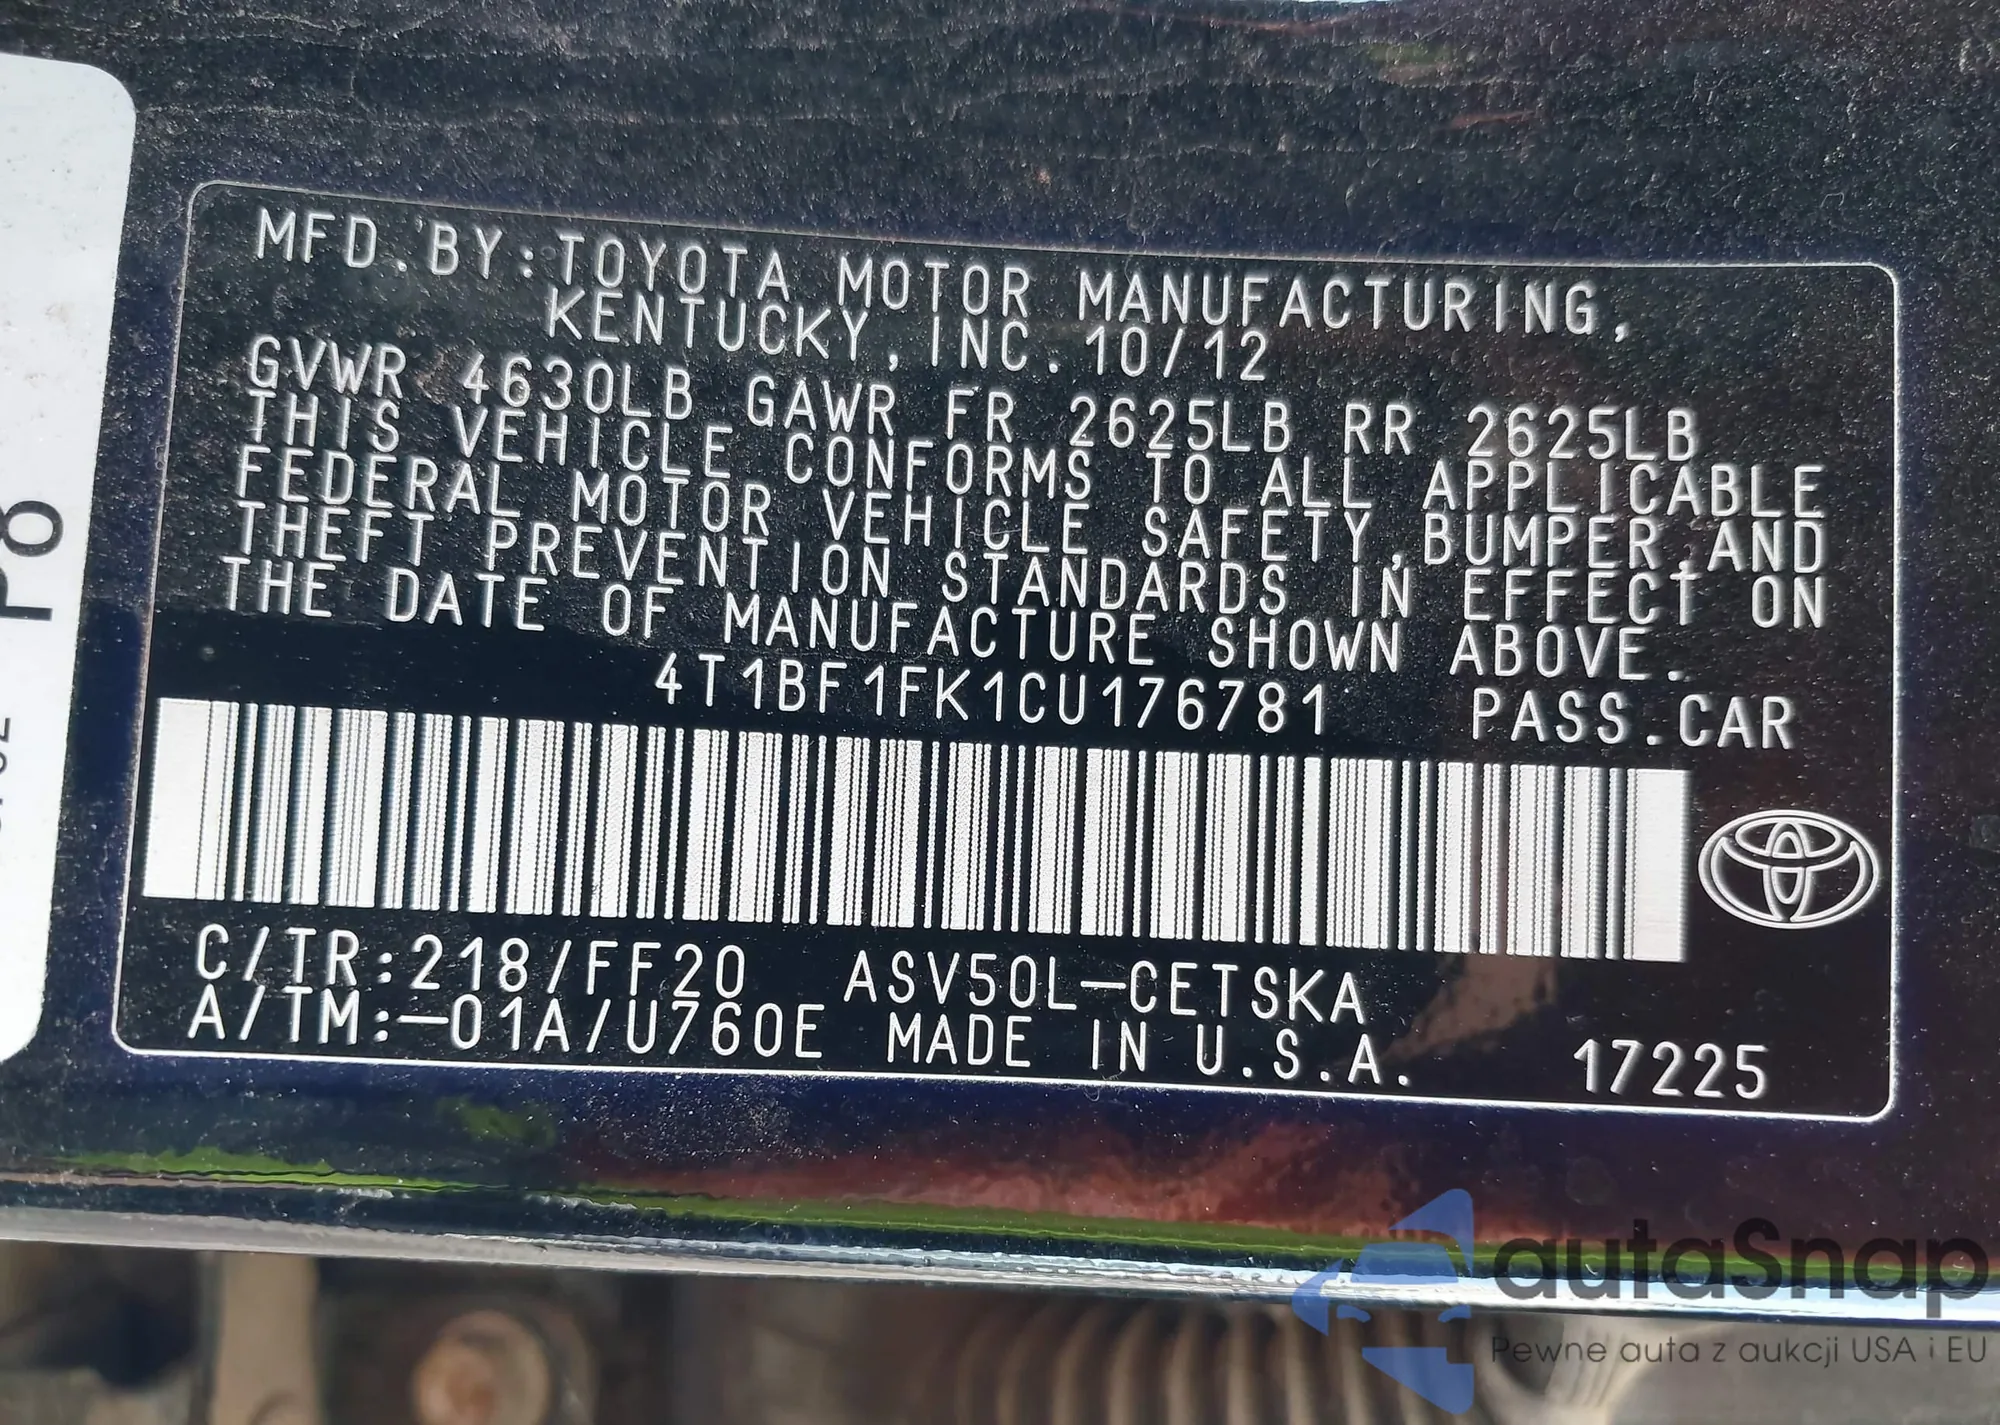 MFD.BY:TOYOTA MOTOR MANUFACTURING,
KENTUCKY, INC. 10/12
GVWR 4630LB GAWR FR 2625LB RR 2625LB
THIS VEHICLE CONFORMS TO ALL APPLICABLE
FEDERAL MOTOR VEHICLE SAFETY,BUMPER,AND
THEFT PREVENTION STANDARDS IN EFFECT ON
THE DATE OF MANUFACTURE SHOWN ABOVE.
4T1BF1FK1CU176781 PASS.CAR
C/TR:218/FF20 ASV50L-CETSKA
A/TM:-01A/U760E MADE IN U.S.A. 17225
P8
autaSnap
Pewne auta z aukcji USA i EU